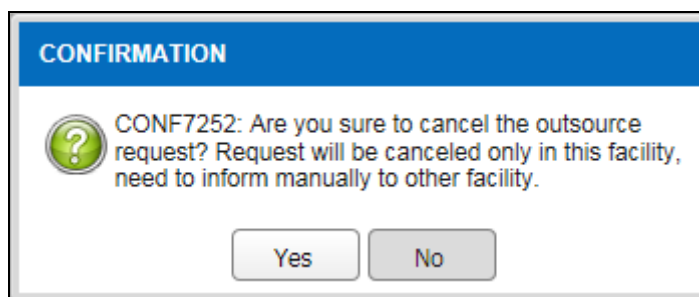 CONFIRMATION
CONF7252: Are you sure to cancel the outsource
request? Request will be canceled only in this facility,
need to inform manually to other facility.
Yes
No